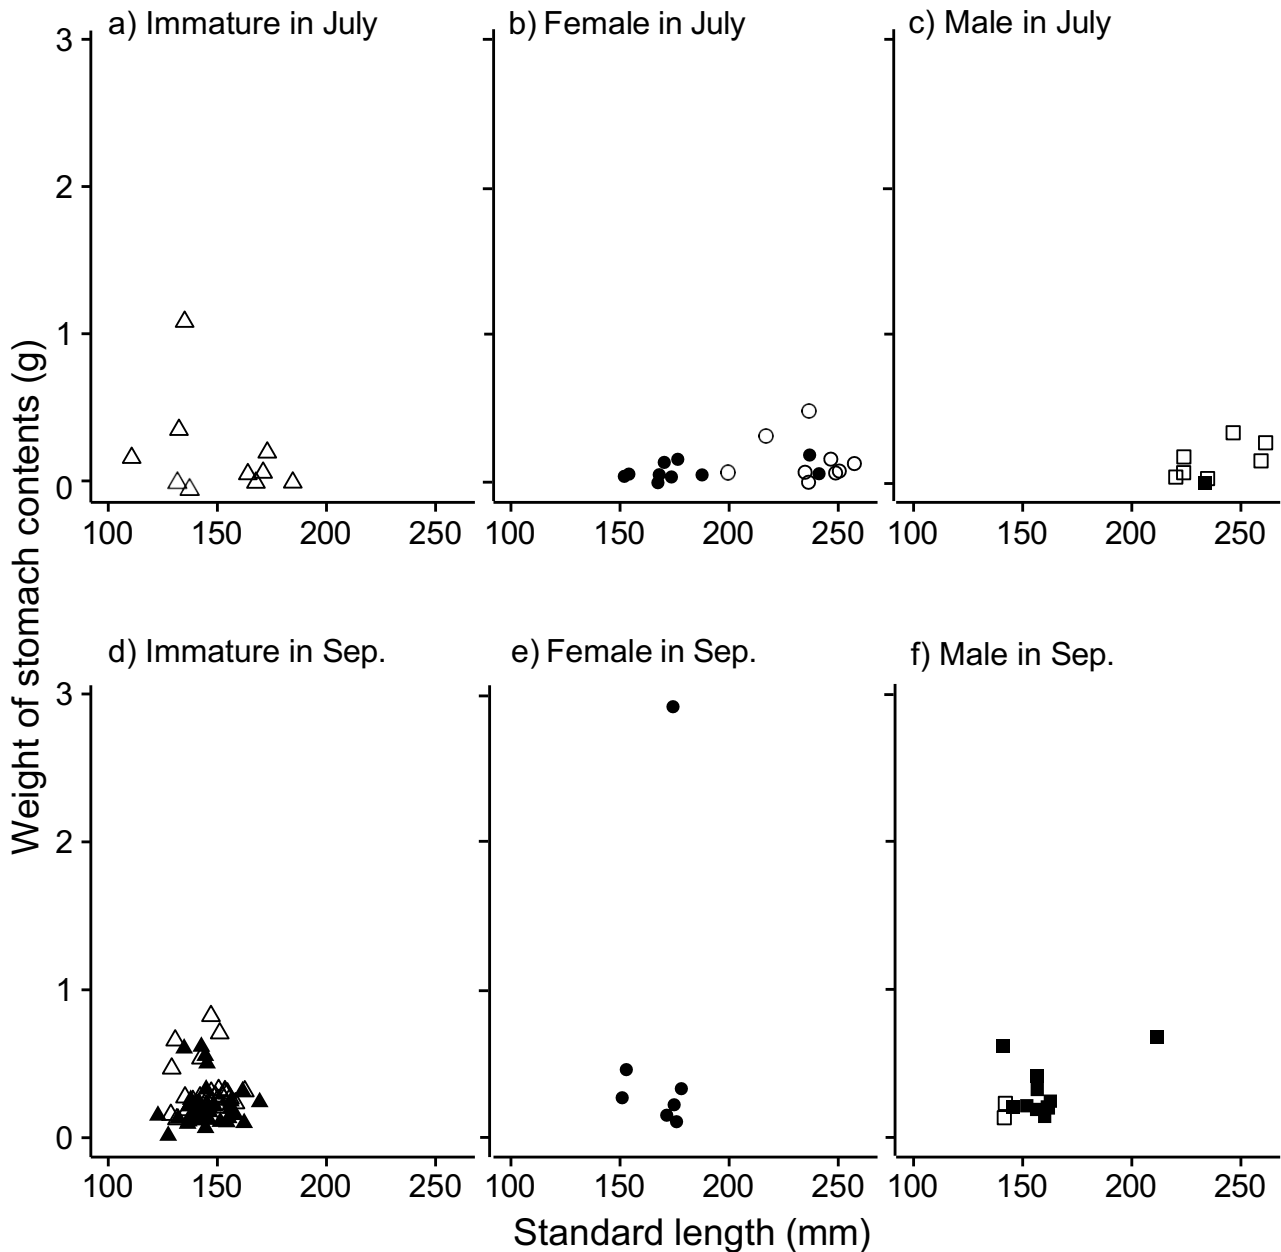 a) Immature in July
b) Female in July
c) Male in July
3
2
1
0
100 150 200 250
100 150 200 250
100 150 200 250
Weight of stomach contents (g)
d) Immature in Sep.
e) Female in Sep.
f) Male in Sep.
3
2
1
0
100 150 200 250
100 150 200 250
100 150 200 250
Standard length (mm)